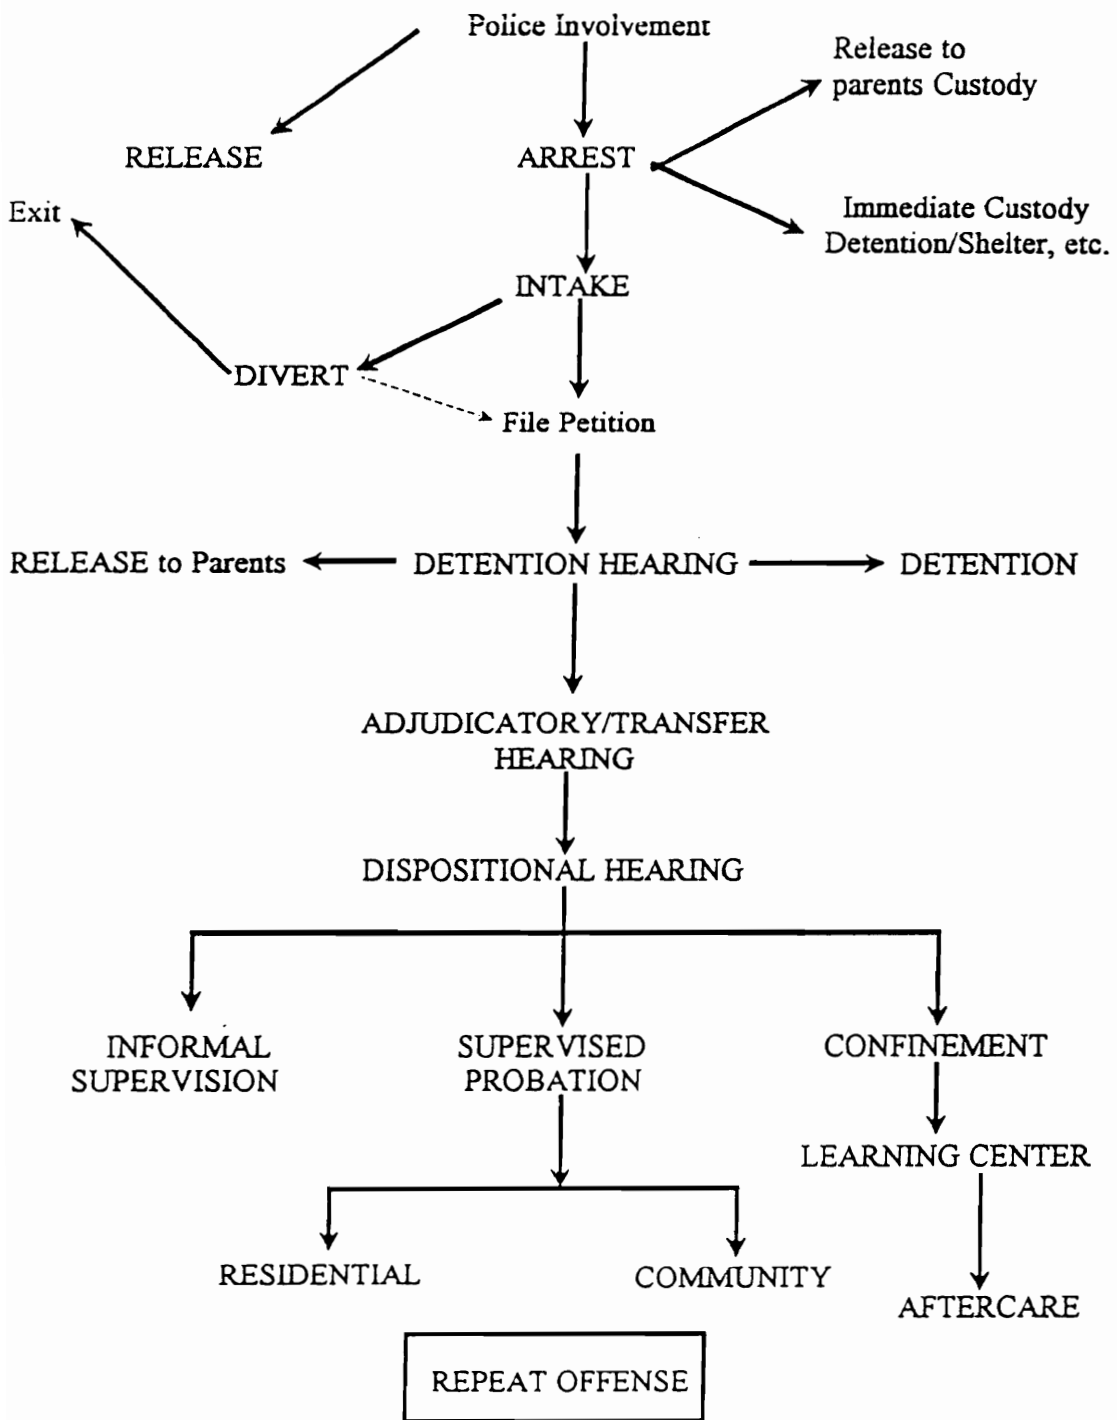 Police Involvement
Release to
parents Custody
RELEASE
ARREST
Exit
Immediate Custody
Detention/Shelter, etc.
INTAKE
DIVERT
File Petition
RELEASE to Parents
DETENTION HEARING
DETENTION
ADJUDICATORY/TRANSFER
HEARING
DISPOSITIONAL HEARING
INFORMAL
SUPERVISION
SUPERVISED
PROBATION
CONFINEMENT
LEARNING CENTER
RESIDENTIAL
COMMUNITY
AFTERCARE
REPEAT OFFENSE